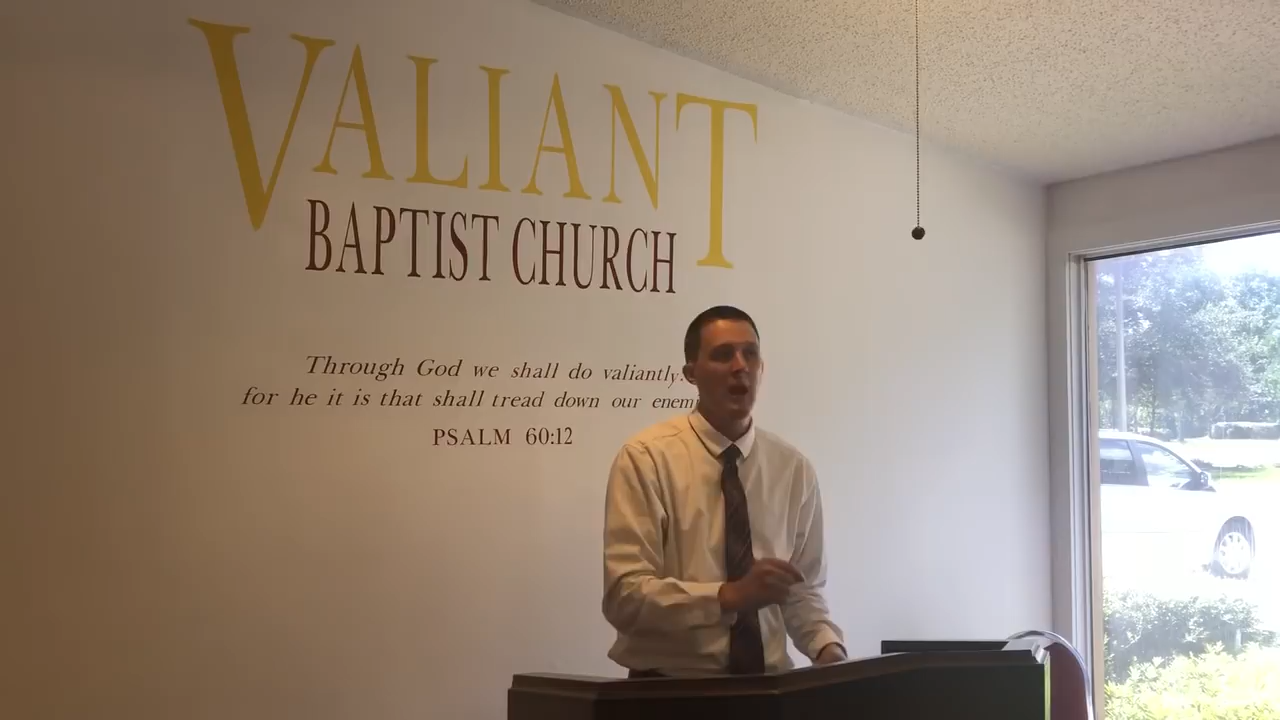 VALIANT
BAPTIST CHURCH
Through God we shall do valiantly:
for he it is that shall tread down our
PSALM 60:12